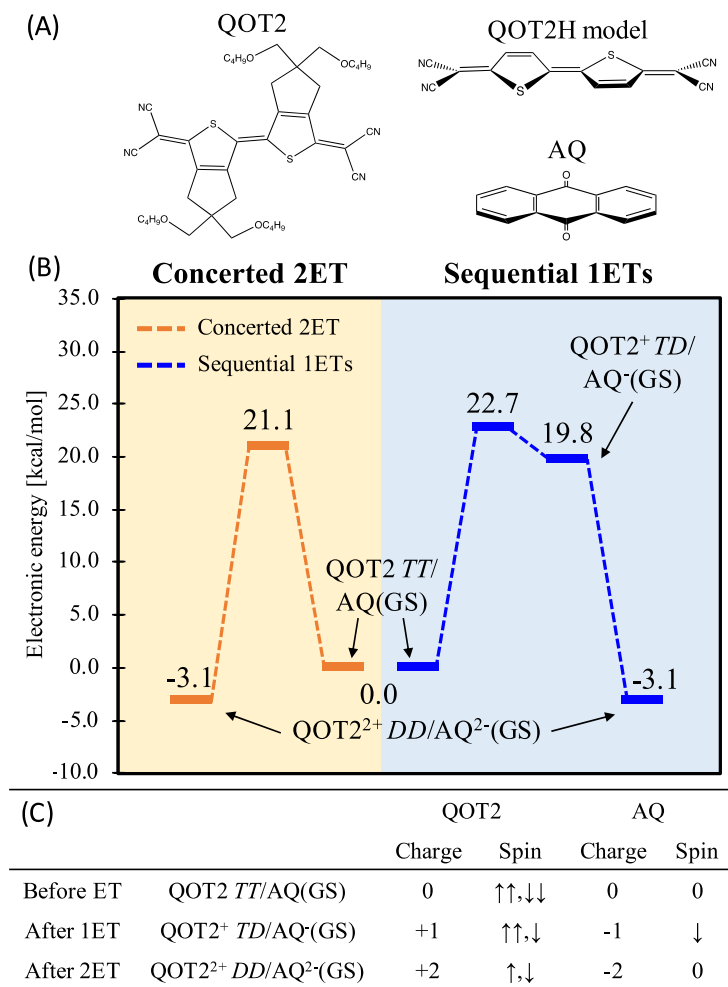 (A)
QOT2
QOT2H model
C₄H₉O
OC₄H₉
NC
NC
S
S
CN
CN
C₄H₉O
OC₄H₉
NC
NC
S
S
CN
CN
AQ
O
O
(B)
Concerted 2ET
Sequential 1ETs
Electronic energy [kcal/mol]
35.0
30.0
25.0
20.0
15.0
10.0
5.0
0.0
-5.0
-10.0
Concerted 2ET
Sequential 1ETs
21.1
22.7
19.8
QOT2⁺ TD/
AQ⁻(GS)
QOT2 TT/
AQ(GS)
-3.1
0.0
-3.1
QOT2²⁺ DD/AQ²⁻(GS)
(C)
QOT2 AQ
Charge Spin Charge Spin
Before ET QOT2 TT/AQ(GS) 0 ↑↑,↓↓ 0 0
After 1ET QOT2⁺ TD/AQ⁻(GS) +1 ↑↑,↓ -1 ↓
After 2ET QOT2²⁺ DD/AQ²⁻(GS) +2 ↑,↓ -2 0